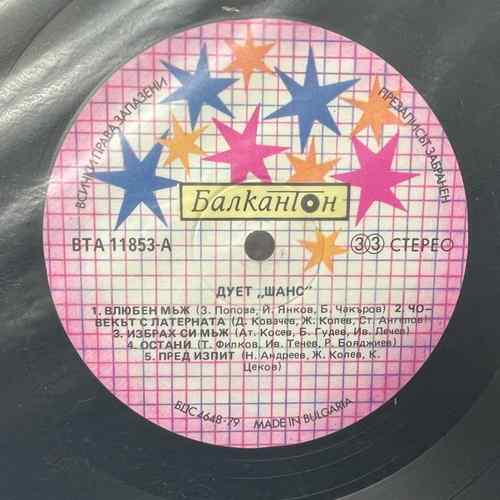 ВСИЧКИ ПРАВА ЗАПАЗЕНИ
ПРЕЗАПИСЪТ ЗАБРАНЕН
Балкантон
ВТА 11853-А
33 СТЕРЕО
ДУЕТ „ШАНС"
1. ВЛЮБЕН МЪЖ (З. Попова, Й. Янков, Б. Чакъров) 2. ЧО-
ВЕКЪТ С ЛАТЕРНАТА (Д. Ковачев, Ж. Колев, Ст. Ангелов)
3. ИЗБРАХ СИ МЪЖ (Ат. Косев, Б. Гудев, Ив. Печев)
4. ОСТАНИ (Т. Филков, Ив. Тенев, Р. Бояджиев)
5. ПРЕД ИЗПИТ (Н. Андреев, Ж. Колев, К.
Цеков)
БДС 4648-79 MADE IN BULGARIA